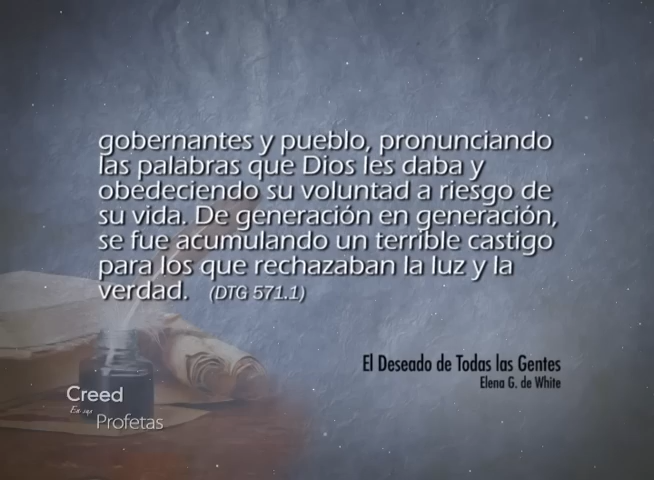 gobernantes y pueblo, pronunciando
las palabras que Dios les daba y
obedeciendo su voluntad a riesgo de
su vida. De generación en generación,
se fue acumulando un terrible castigo
para los que rechazaban la luz y la
verdad. (DTG 571.1)
El Deseado de Todas las Gentes
Elena G. de White
Creed
En sus
Profetas